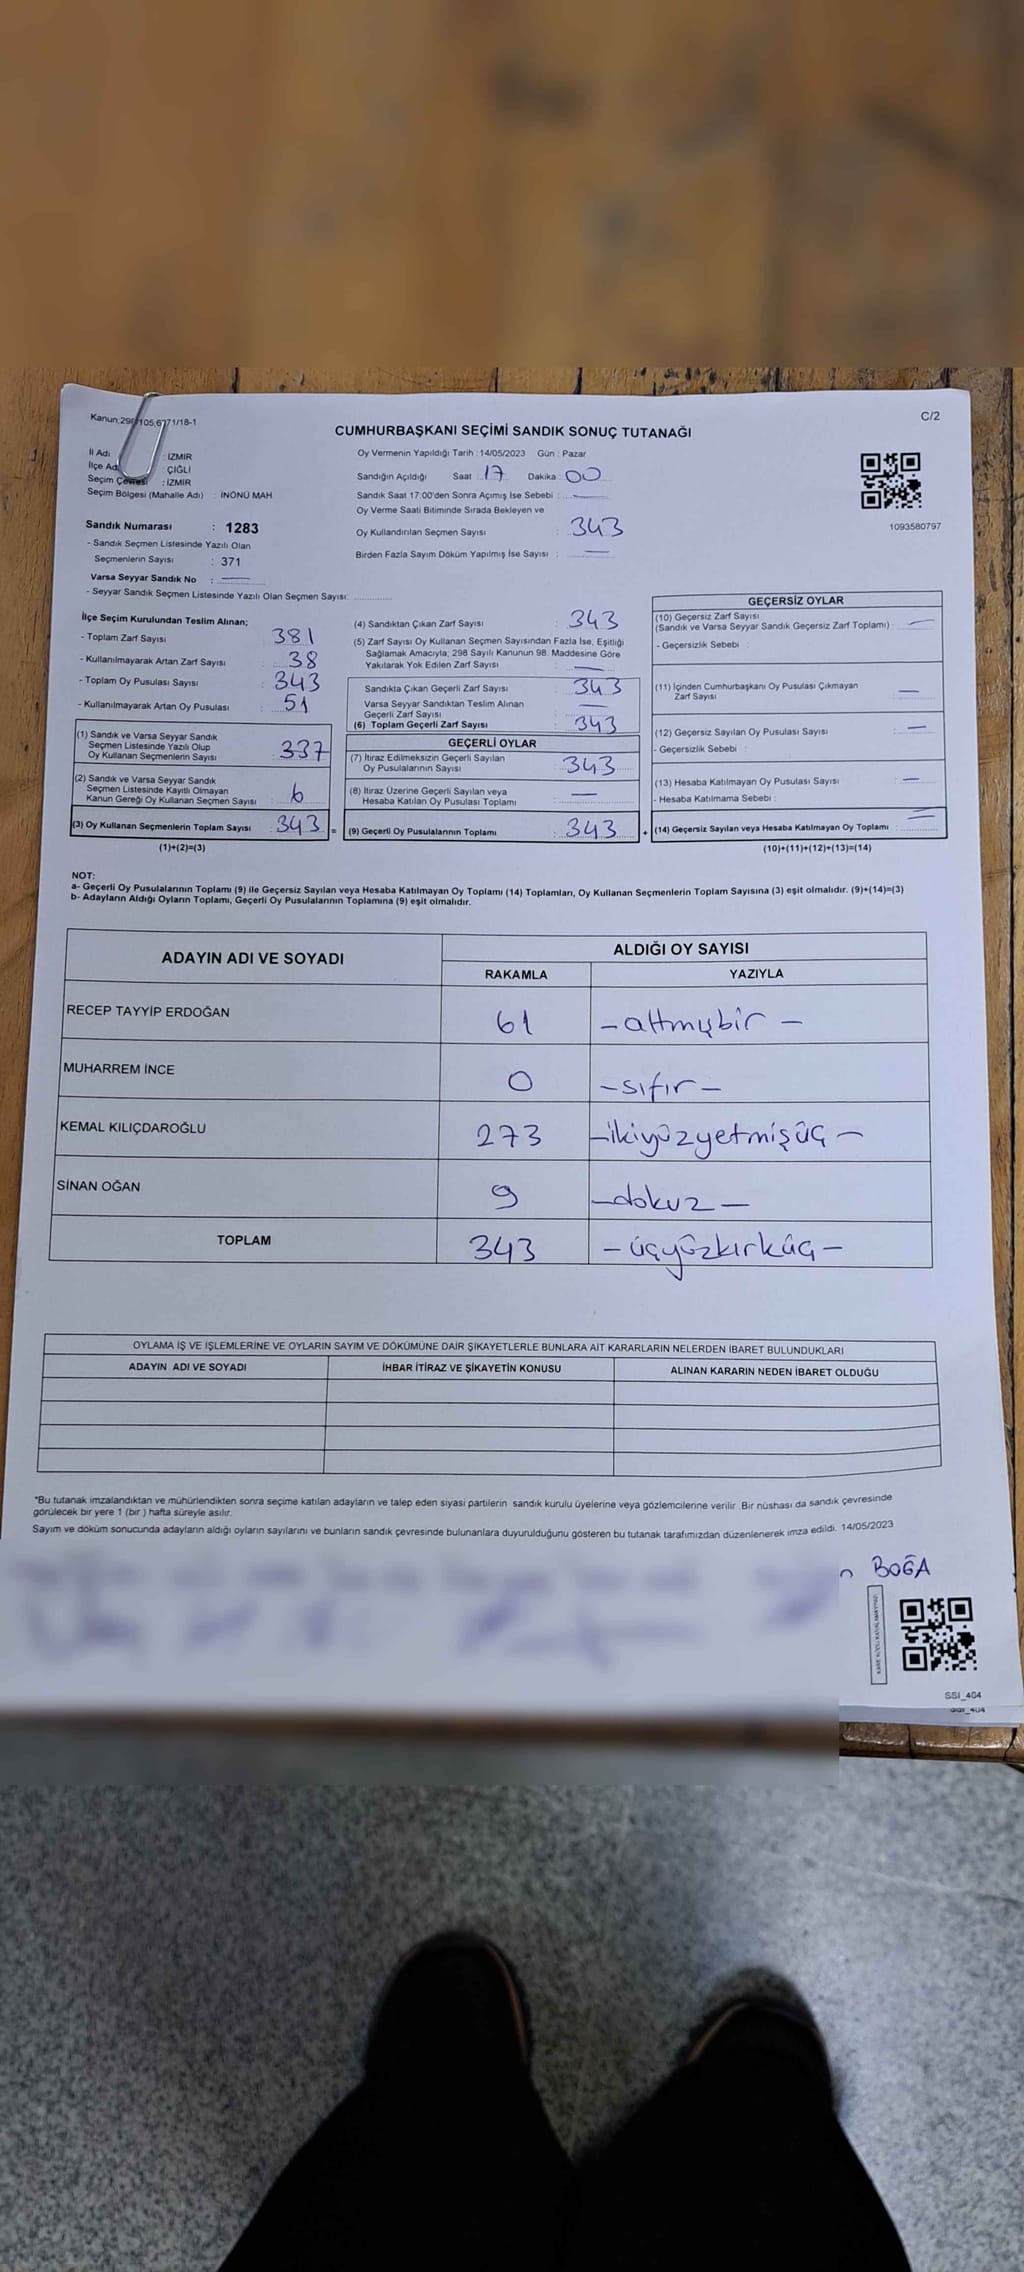 Kanun;298 105,6271/18-1
C/2
CUMHURBAŞKANI SEÇİMİ SANDIK SONUÇ TUTANAĞI
İl Adı : İZMİR
İlçe Adı : ÇİĞLİ
Seçim Çevresi : İZMİR
Seçim Bölgesi (Mahalle Adı) : İNÖNÜ MAH
Sandık Numarası : 1283
- Sandık Seçmen Listesinde Yazılı Olan
Seçmenlerin Sayısı : 371
Varsa Seyyar Sandık No : —
- Seyyar Sandık Seçmen Listesinde Yazılı Olan Seçmen Sayısı: ............
Oy Vermenin Yapıldığı Tarih : 14/05/2023 Gün : Pazar
Sandığın Açıldığı Saat : 17 Dakika : 00
Sandık Saat 17:00'den Sonra Açımış İse Sebebi : —
Oy Verme Saati Bitiminde Sırada Bekleyen ve
Oy Kullandırılan Seçmen Sayısı : 343
Birden Fazla Sayım Döküm Yapılmış İse Sayısı : —
1093580797
İlçe Seçim Kurulundan Teslim Alınan;
- Toplam Zarf Sayısı : 381
- Kullanılmayarak Artan Zarf Sayısı : 38
- Toplam Oy Pusulası Sayısı : 343
- Kullanılmayarak Artan Oy Pusulası : 51
(1) Sandık ve Varsa Seyyar Sandık
Seçmen Listesinde Yazılı Olup
Oy Kullanan Seçmenlerin Sayısı : 337
(2) Sandık ve Varsa Seyyar Sandık
Seçmen Listesinde Kayıtlı Olmayan
Kanun Gereği Oy Kullanan Seçmen Sayısı : 6
(3) Oy Kullanan Seçmenlerin Toplam Sayısı : 343 =
(1)+(2)=(3)
(4) Sandıktan Çıkan Zarf Sayısı : 343
(5) Zarf Sayısı Oy Kullanan Seçmen Sayısından Fazla İse, Eşitliği
Sağlamak Amacıyla, 298 Sayılı Kanunun 98. Maddesine Göre
Yakılarak Yok Edilen Zarf Sayısı : —
Sandıkta Çıkan Geçerli Zarf Sayısı : 343
Varsa Seyyar Sandıktan Teslim Alınan
Geçerli Zarf Sayısı : —
(6) Toplam Geçerli Zarf Sayısı : 343
GEÇERLİ OYLAR
(7) İtiraz Edilmeksizin Geçerli Sayılan
Oy Pusulalarının Sayısı : 343
(8) İtiraz Üzerine Geçerli Sayılan veya
Hesaba Katılan Oy Pusulası Toplamı : —
(9) Geçerli Oy Pusulalarının Toplamı : 343 +
GEÇERSİZ OYLAR
(10) Geçersiz Zarf Sayısı
(Sandık ve Varsa Seyyar Sandık Geçersiz Zarf Toplamı) : —
- Geçersizlik Sebebi :
(11) İçinden Cumhurbaşkanı Oy Pusulası Çıkmayan
Zarf Sayısı : —
(12) Geçersiz Sayılan Oy Pusulası Sayısı : —
- Geçersizlik Sebebi :
(13) Hesaba Katılmayan Oy Pusulası Sayısı : —
- Hesaba Katılmama Sebebi :
(14) Geçersiz Sayılan veya Hesaba Katılmayan Oy Toplamı : =
(10)+(11)+(12)+(13)=(14)
NOT:
a- Geçerli Oy Pusulalarının Toplamı (9) ile Geçersiz Sayılan veya Hesaba Katılmayan Oy Toplamı (14) Toplamları, Oy Kullanan Seçmenlerin Toplam Sayısına (3) eşit olmalıdır. (9)+(14)=(3)
b- Adayların Aldığı Oyların Toplamı, Geçerli Oy Pusulalarının Toplamına (9) eşit olmalıdır.
ADAYIN ADI VE SOYADI ALDIĞI OY SAYISI
RAKAMLA YAZIYLA
RECEP TAYYİP ERDOĞAN 61 -altmışbir-
MUHARREM İNCE 0 -sıfır-
KEMAL KILIÇDAROĞLU 273 -ikiyüzyetmişüç-
SİNAN OĞAN 9 -dokuz-
TOPLAM 343 -üçyüzkırküç-
OYLAMA İŞ VE İŞLEMLERİNE VE OYLARIN SAYIM VE DÖKÜMÜNE DAİR ŞİKAYETLERLE BUNLARA AİT KARARLARIN NELERDEN İBARET BULUNDUKLARI
ADAYIN ADI VE SOYADI İHBAR İTİRAZ VE ŞİKAYETİN KONUSU ALINAN KARARIN NEDEN İBARET OLDUĞU
*Bu tutanak imzalandıktan ve mühürlendikten sonra seçime katılan adayların ve talep eden siyasi partilerin sandık kurulu üyelerine veya gözlemcilerine verilir. Bir nüshası da sandık çevresinde
görülecek bir yere 1 (bir ) hafta süreyle asılır.
Sayım ve döküm sonucunda adayların aldığı oyların sayılarını ve bunların sandık çevresinde bulunanlara duyurulduğunu gösteren bu tutanak tarafımızdan düzenlenerek imza edildi. 14/05/2023
n BOĞA
SSI_404